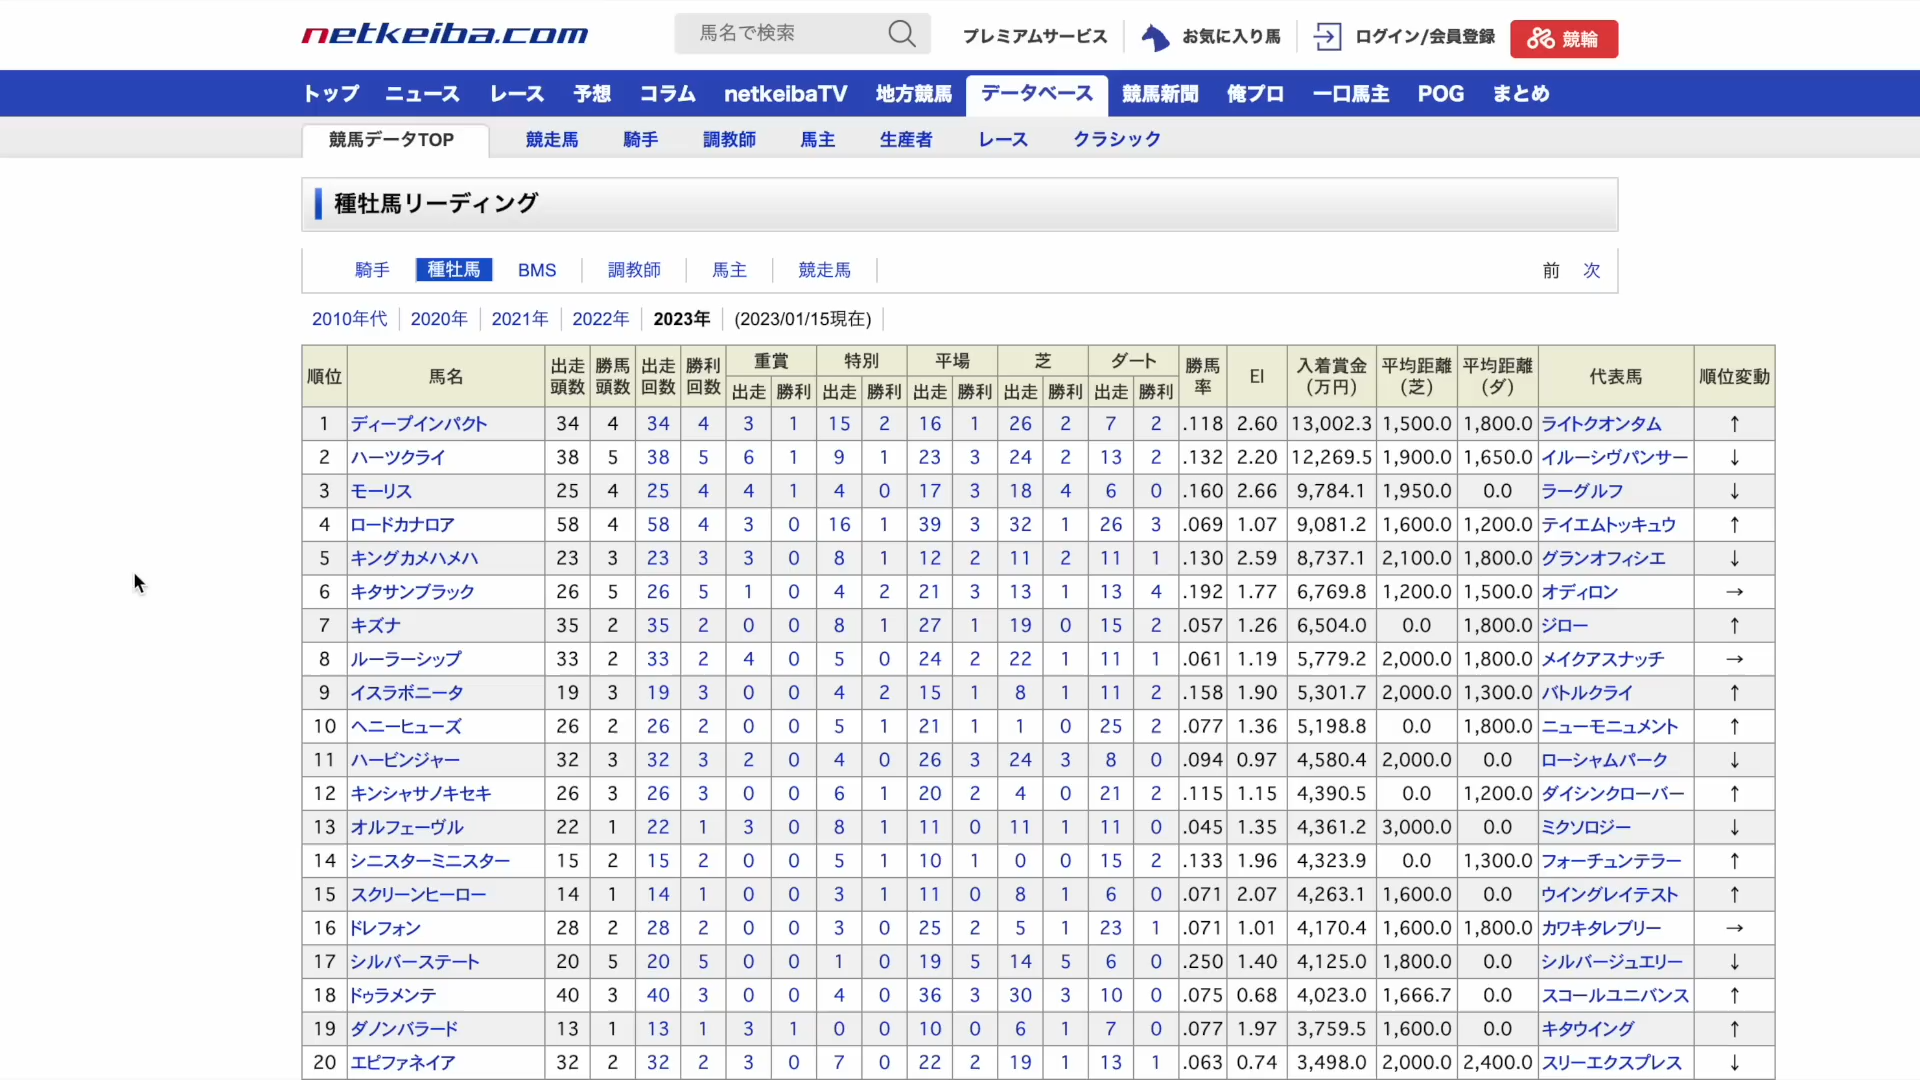 netkeiba.com 馬名で検索 プレミアムサービス お気に入り馬 ログイン/会員登録 競輪
トップ ニュース レース 予想 コラム netkeibaTV 地方競馬 データベース 競馬新聞 俺プロ 一口馬主 POG まとめ
競馬データTOP 競走馬 騎手 調教師 馬主 生産者 レース クラシック
種牡馬リーディング
騎手 種牡馬 BMS 調教師 馬主 競走馬 前 次
2010年代 2020年 2021年 2022年 2023年 (2023/01/15現在)
順位 馬名 出走頭数 勝馬頭数 出走回数 勝利回数 重賞 特別 平場 芝 ダート 勝馬率 EI 入着賞金(万円) 平均距離(芝) 平均距離(ダ) 代表馬 順位変動
出走 勝利 出走 勝利 出走 勝利 出走 勝利 出走 勝利
1 ディープインパクト 34 4 34 4 3 1 15 2 16 1 26 2 7 2 .118 2.60 13,002.3 1,500.0 1,800.0 ライトクオンタム ↑
2 ハーツクライ 38 5 38 5 6 1 9 1 23 3 24 2 13 2 .132 2.20 12,269.5 1,900.0 1,650.0 イルーシヴパンサー ↓
3 モーリス 25 4 25 4 4 1 4 0 17 3 18 4 6 0 .160 2.66 9,784.1 1,950.0 0.0 ラーグルフ ↓
4 ロードカナロア 58 4 58 4 3 0 16 1 39 3 32 1 26 3 .069 1.07 9,081.2 1,600.0 1,200.0 テイエムトッキュウ ↑
5 キングカメハメハ 23 3 23 3 3 0 8 1 12 2 11 2 11 1 .130 2.59 8,737.1 2,100.0 1,800.0 グランオフィシエ ↓
6 キタサンブラック 26 5 26 5 1 0 4 2 21 3 13 1 13 4 .192 1.77 6,769.8 1,200.0 1,500.0 オディロン →
7 キズナ 35 2 35 2 0 0 8 1 27 1 19 0 15 2 .057 1.26 6,504.0 0.0 1,800.0 ジロー ↑
8 ルーラーシップ 33 2 33 2 4 0 5 0 24 2 22 1 11 1 .061 1.19 5,779.2 2,000.0 1,800.0 メイクアスナッチ →
9 イスラボニータ 19 3 19 3 0 0 4 2 15 1 8 1 11 2 .158 1.90 5,301.7 2,000.0 1,300.0 バトルクライ ↑
10 ヘニーヒューズ 26 2 26 2 0 0 5 1 21 1 1 0 25 2 .077 1.36 5,198.8 0.0 1,800.0 ニューモニュメント ↑
11 ハービンジャー 32 3 32 3 2 0 4 0 26 3 24 3 8 0 .094 0.97 4,580.4 2,000.0 0.0 ローシャムパーク ↓
12 キンシャサノキセキ 26 3 26 3 0 0 6 1 20 2 4 0 21 2 .115 1.15 4,390.5 0.0 1,200.0 ダイシンクローバー ↑
13 オルフェーヴル 22 1 22 1 3 0 8 1 11 0 11 1 11 0 .045 1.35 4,361.2 3,000.0 0.0 ミクソロジー ↓
14 シニスターミニスター 15 2 15 2 0 0 5 1 10 1 0 0 15 2 .133 1.96 4,323.9 0.0 1,300.0 フォーチュンテラー ↑
15 スクリーンヒーロー 14 1 14 1 0 0 3 1 11 0 8 1 6 0 .071 2.07 4,263.1 1,600.0 0.0 ウイングレイテスト ↑
16 ドレフォン 28 2 28 2 0 0 3 0 25 2 5 1 23 1 .071 1.01 4,170.4 1,600.0 1,800.0 カワキタレブリー →
17 シルバーステート 20 5 20 5 0 0 1 0 19 5 14 5 6 0 .250 1.40 4,125.0 1,800.0 0.0 シルバージュエリー ↓
18 ドゥラメンテ 40 3 40 3 0 0 4 0 36 3 30 3 10 0 .075 0.68 4,023.0 1,666.7 0.0 スコールユニバンス ↑
19 ダノンバラード 13 1 13 1 3 1 0 0 10 0 6 1 7 0 .077 1.97 3,759.5 1,600.0 0.0 キタウイング ↑
20 エピファネイア 32 2 32 2 3 0 7 0 22 2 19 1 13 1 .063 0.74 3,498.0 2,000.0 2,400.0 スリーエクスプレス ↓